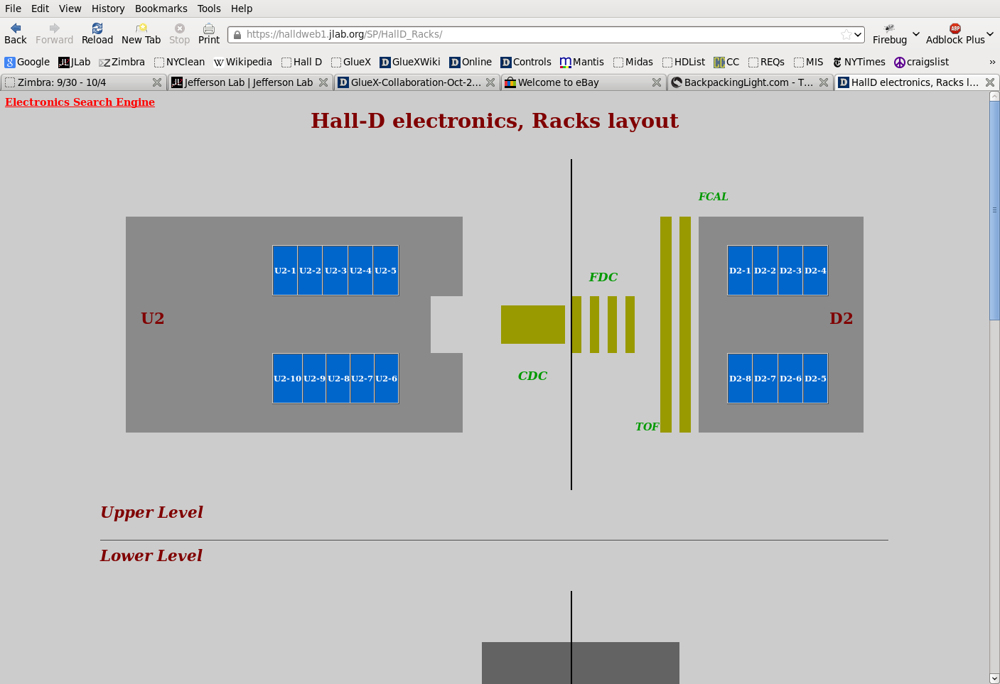 File Edit View History Bookmarks Tools Help
Back Forward Reload New Tab Stop Print https://halldweb1.jlab.org/SP/HallD_Racks/ Firebug ABP Adblock Plus
Google JLab Zimbra NYClean Wikipedia Hall D GlueX GlueXWiki Online Controls Mantis Midas HDList CC REQs MIS NYTimes craigslist »
Zimbra: 9/30 - 10/4 Jefferson Lab | Jefferson Lab GlueX-Collaboration-Oct-2... Welcome to eBay BackpackingLight.com - T... HallD electronics, Racks l...
Electronics Search Engine
Hall-D electronics, Racks layout
FCAL
U2-1 U2-2 U2-3 U2-4 U2-5 D2-1 D2-2 D2-3 D2-4
FDC
U2 D2
CDC
U2-10 U2-9 U2-8 U2-7 U2-6 D2-8 D2-7 D2-6 D2-5
TOF
Upper Level
Lower Level